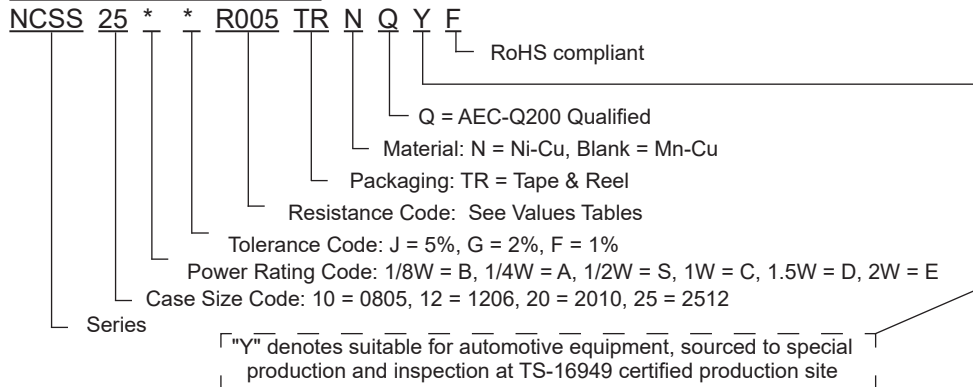 NCSS 25 * * R005 TR N Q Y F
RoHS compliant
Q = AEC-Q200 Qualified
Material: N = Ni-Cu, Blank = Mn-Cu
Packaging: TR = Tape & Reel
Resistance Code: See Values Tables
Tolerance Code: J = 5%, G = 2%, F = 1%
Power Rating Code: 1/8W = B, 1/4W = A, 1/2W = S, 1W = C, 1.5W = D, 2W = E
Case Size Code: 10 = 0805, 12 = 1206, 20 = 2010, 25 = 2512
Series
"Y" denotes suitable for automotive equipment, sourced to special
production and inspection at TS-16949 certified production site